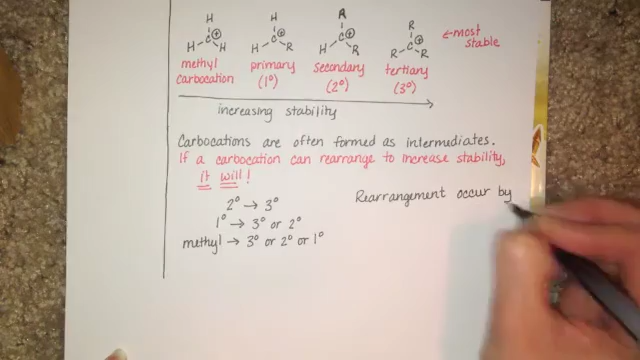 H R R
H C⊕ H H C⊕ R H C⊕ R R C⊕ R
H H
← most stable
methyl carbocation
primary (1°)
secondary (2°)
tertiary (3°)
increasing stability
Carbocations are often formed as intermediates.
If a carbocation can rearrange to increase stability,
it will!
2° → 3°
1° → 3° or 2°
methyl → 3° or 2° or 1°
Rearrangement occur by